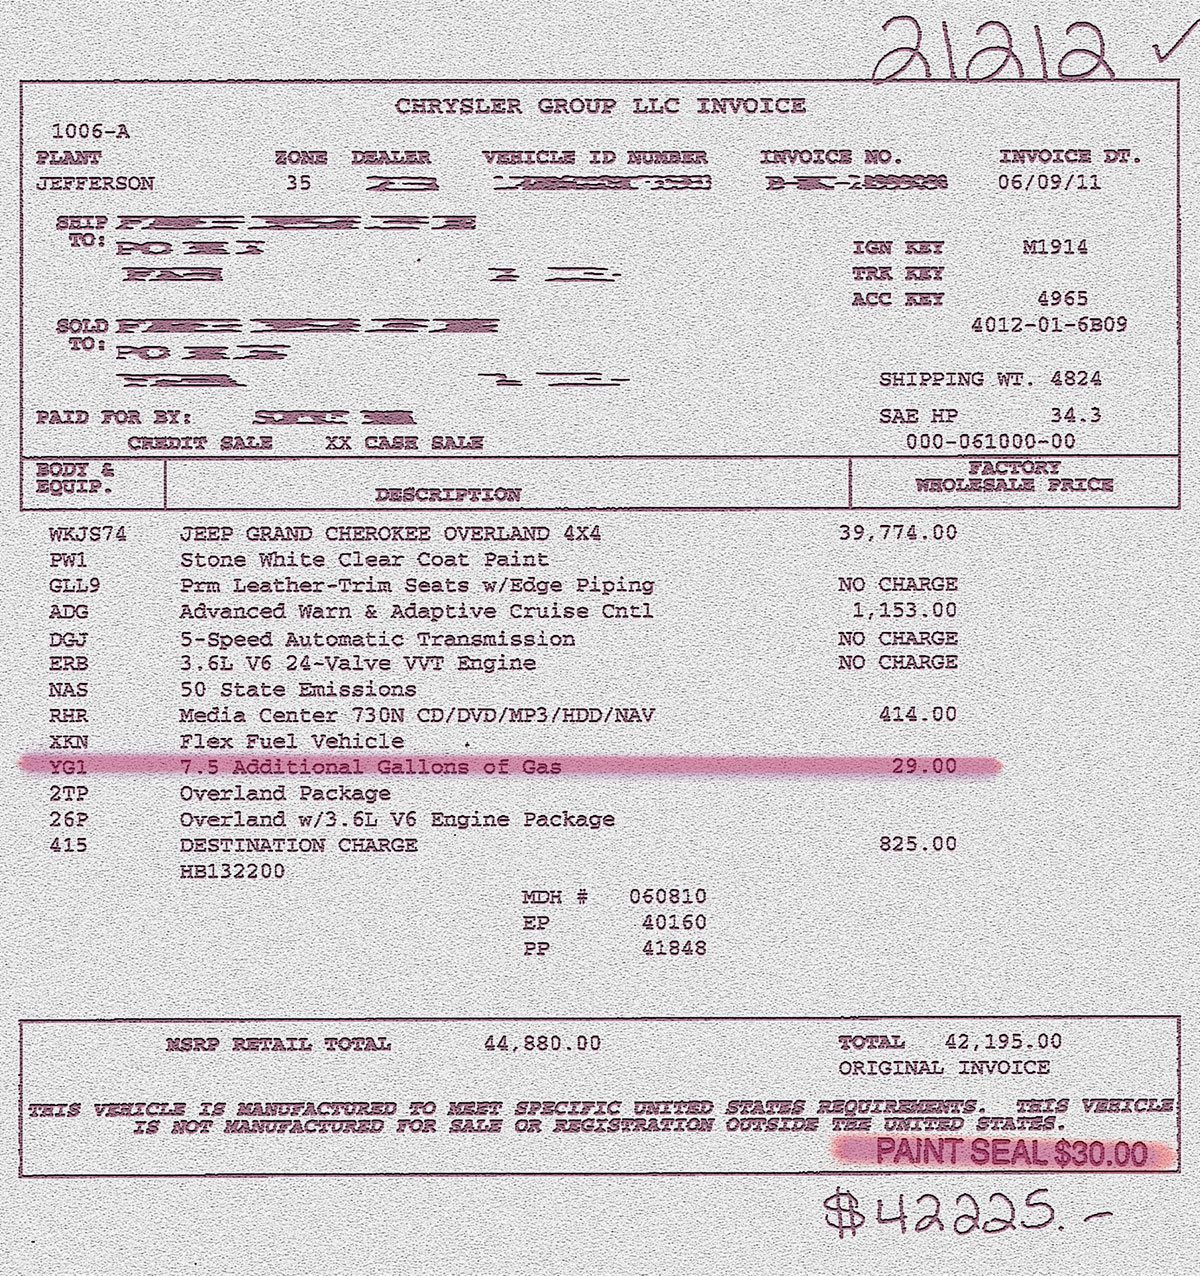 21212 ✓
CHRYSLER GROUP LLC INVOICE
1006-A
PLANT ZONE DEALER VEHICLE ID NUMBER INVOICE NO. INVOICE DT.
JEFFERSON 35 06/09/11
SHIP
TO: PO
IGN KEY M1914
TRK KEY
ACC KEY 4965
SOLD 4012-01-6B09
TO: PO
SHIPPING WT. 4824
PAID FOR BY: SAE HP 34.3
CREDIT SALE XX CASH SALE 000-061000-00
BODY & EQUIP. DESCRIPTION FACTORY WHOLESALE PRICE
WKJS74 JEEP GRAND CHEROKEE OVERLAND 4X4 39,774.00
PW1 Stone White Clear Coat Paint
GLL9 Prm Leather-Trim Seats w/Edge Piping NO CHARGE
ADG Advanced Warn & Adaptive Cruise Cntl 1,153.00
DGJ 5-Speed Automatic Transmission NO CHARGE
ERB 3.6L V6 24-Valve VVT Engine NO CHARGE
NAS 50 State Emissions
RHR Media Center 730N CD/DVD/MP3/HDD/NAV 414.00
XKN Flex Fuel Vehicle
YG1 7.5 Additional Gallons of Gas 29.00
2TP Overland Package
26P Overland w/3.6L V6 Engine Package
415 DESTINATION CHARGE 825.00
HB132200
MDH # 060810
EP 40160
PP 41848
MSRP RETAIL TOTAL 44,880.00 TOTAL 42,195.00
ORIGINAL INVOICE
THIS VEHICLE IS MANUFACTURED TO MEET SPECIFIC UNITED STATES REQUIREMENTS. THIS VEHICLE
IS NOT MANUFACTURED FOR SALE OR REGISTRATION OUTSIDE THE UNITED STATES.
PAINT SEAL $30.00
$42225.-